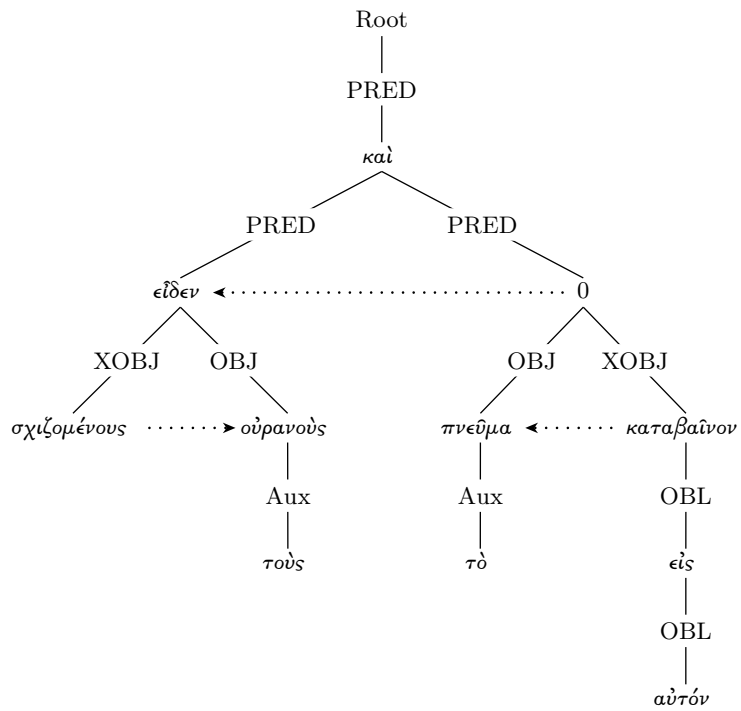 Root
PRED
καὶ
PRED PRED
εἶδεν 0
XOBJ OBJ OBJ XOBJ
σχιζομένους οὐρανοὺς πνεῦμα καταβαῖνον
Aux Aux OBL
τοὺς τὸ εἰς
OBL
αὐτόν